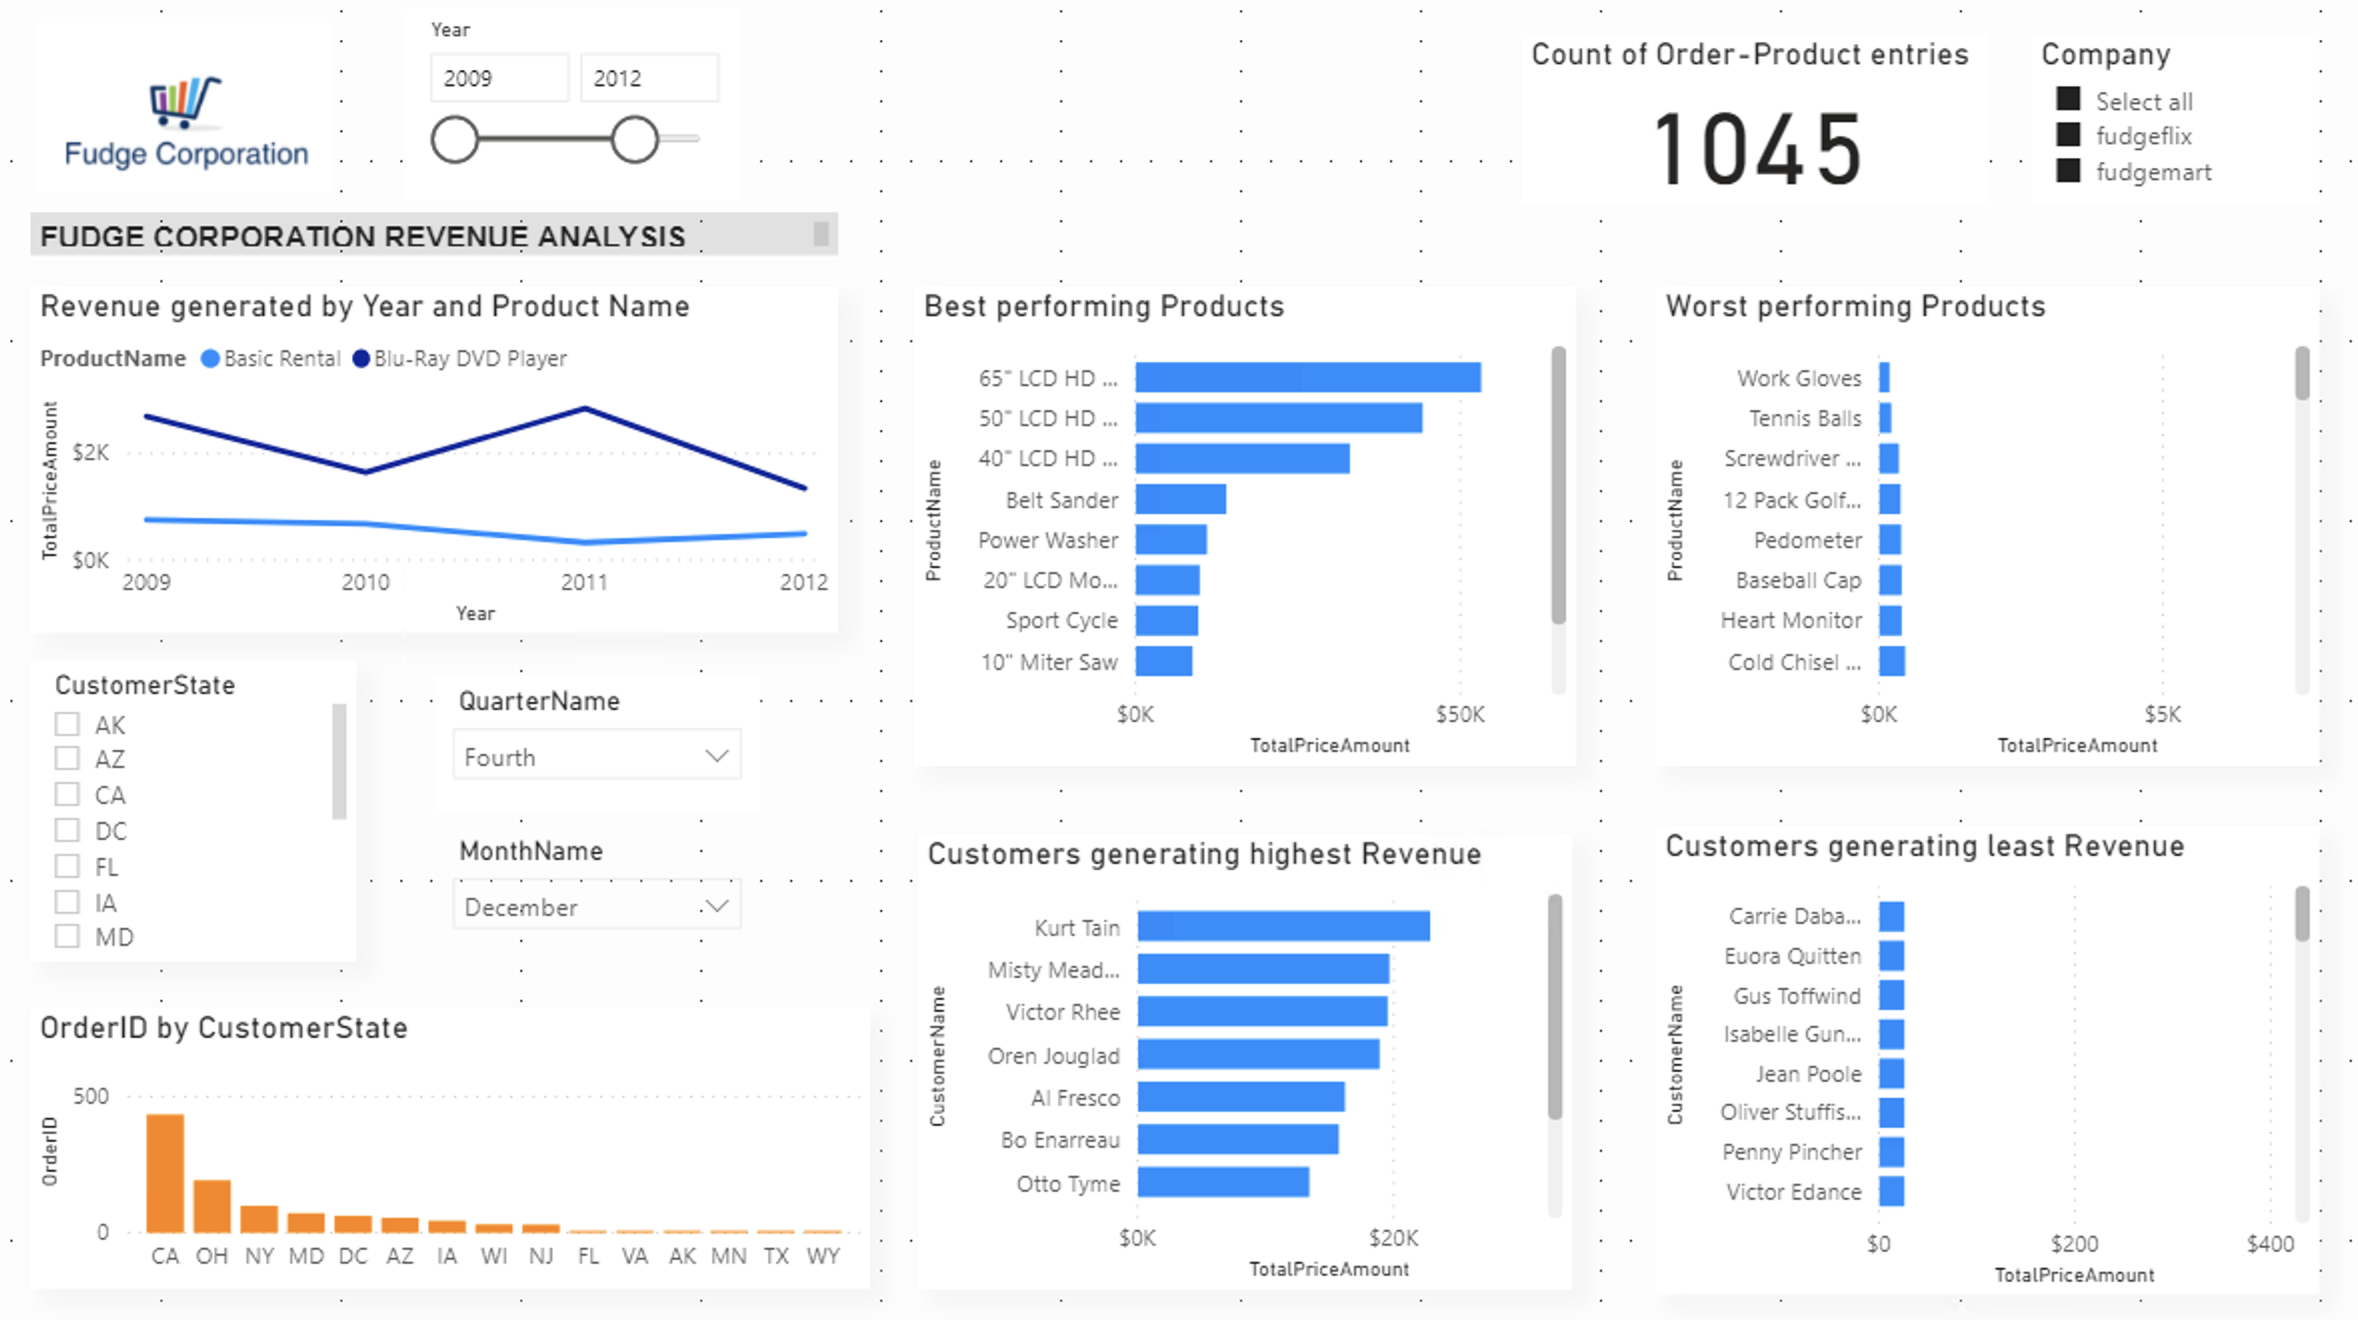 Fudge Corporation
Year
2009
2012
Count of Order-Product entries
1045
Company
Select all
fudgeflix
fudgemart
FUDGE CORPORATION REVENUE ANALYSIS
Revenue generated by Year and Product Name
ProductName Basic Rental Blu-Ray DVD Player
TotalPriceAmount
$2K
$0K
2009 2010 2011 2012
Year
Best performing Products
ProductName
65" LCD HD ...
50" LCD HD ...
40" LCD HD ...
Belt Sander
Power Washer
20" LCD Mo...
Sport Cycle
10" Miter Saw
$0K $50K
TotalPriceAmount
Worst performing Products
ProductName
Work Gloves
Tennis Balls
Screwdriver ...
12 Pack Golf...
Pedometer
Baseball Cap
Heart Monitor
Cold Chisel ...
$0K $5K
TotalPriceAmount
CustomerState
AK
AZ
CA
DC
FL
IA
MD
QuarterName
Fourth
MonthName
December
OrderID by CustomerState
OrderID
500
0
CA OH NY MD DC AZ IA WI NJ FL VA AK MN TX WY
Customers generating highest Revenue
CustomerName
Kurt Tain
Misty Mead...
Victor Rhee
Oren Jouglad
Al Fresco
Bo Enarreau
Otto Tyme
$0K $20K
TotalPriceAmount
Customers generating least Revenue
CustomerName
Carrie Daba...
Euora Quitten
Gus Toffwind
Isabelle Gun...
Jean Poole
Oliver Stuffis...
Penny Pincher
Victor Edance
$0 $200 $400
TotalPriceAmount